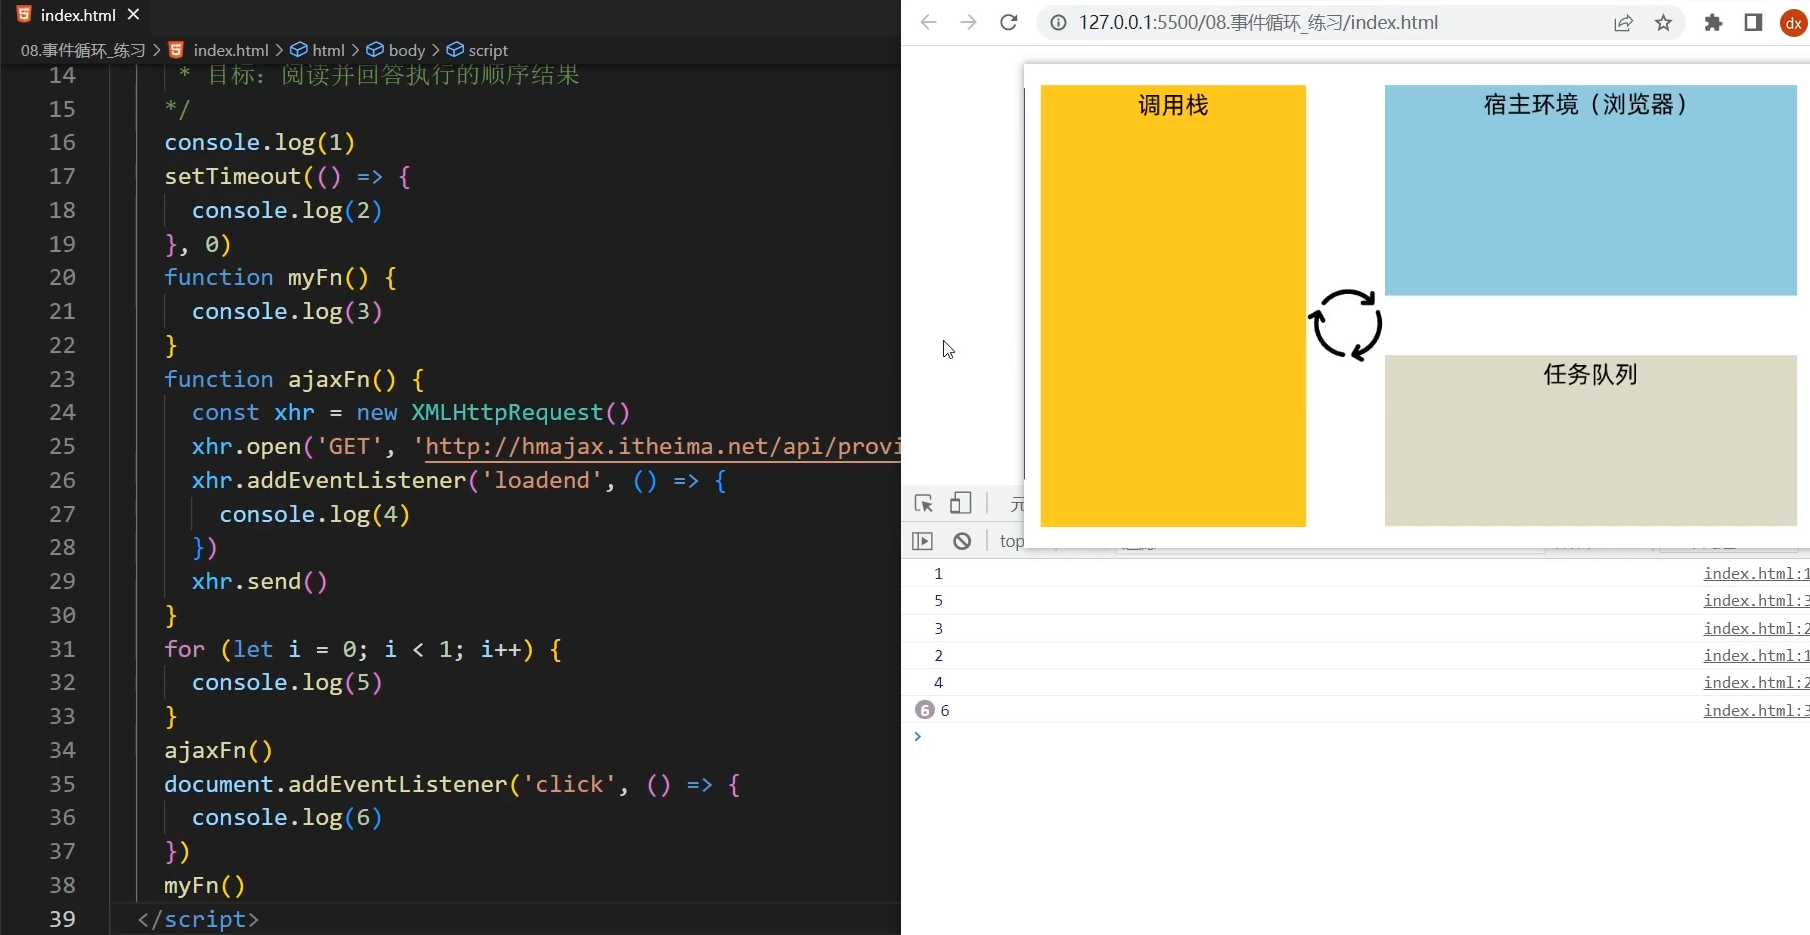 index.html
08.事件循环_练习 > index.html > html > body > script
14 * 目标：阅读并回答执行的顺序结果
15 */
16 console.log(1)
17 setTimeout(() => {
18 console.log(2)
19 }, 0)
20 function myFn() {
21 console.log(3)
22 }
23 function ajaxFn() {
24 const xhr = new XMLHttpRequest()
25 xhr.open('GET', 'http://hmajax.itheima.net/api/provi
26 xhr.addEventListener('loadend', () => {
27 console.log(4)
28 })
29 xhr.send()
30 }
31 for (let i = 0; i < 1; i++) {
32 console.log(5)
33 }
34 ajaxFn()
35 document.addEventListener('click', () => {
36 console.log(6)
37 })
38 myFn()
39 </script>
127.0.0.1:5500/08.事件循环_练习/index.html
dx
调用栈
宿主环境（浏览器）
任务队列
元
top
1 index.html:1
5 index.html:3
3 index.html:2
2 index.html:1
4 index.html:2
6 6 index.html:3